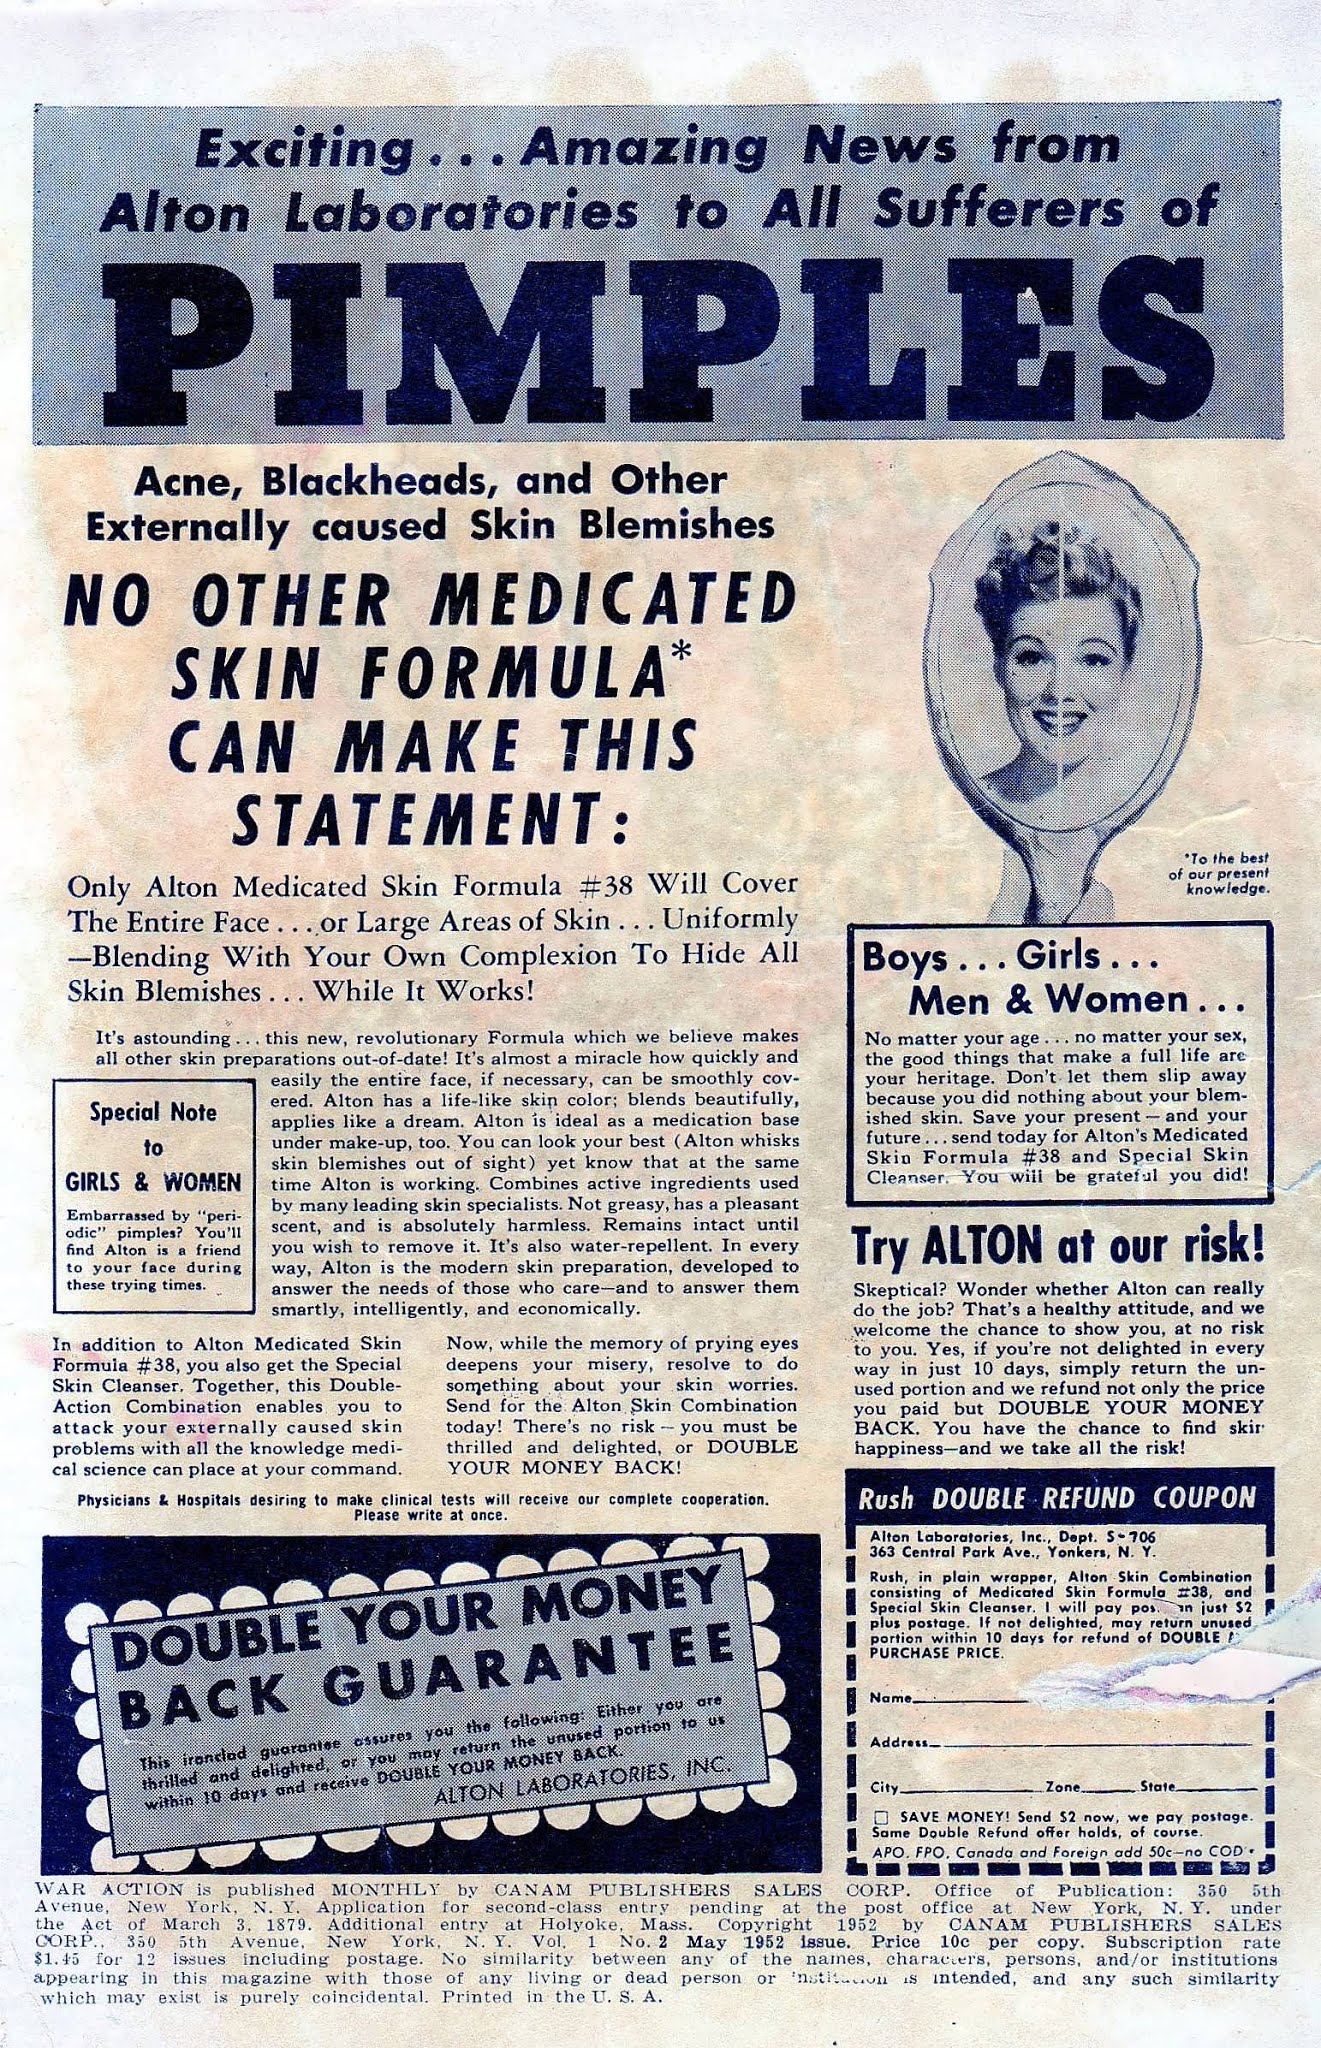 Exciting... Amazing News from
Alton Laboratories to All Sufferers of
PIMPLES
Acne, Blackheads, and Other
Externally caused Skin Blemishes
NO OTHER MEDICATED
SKIN FORMULA*
CAN MAKE THIS
STATEMENT:
Only Alton Medicated Skin Formula #38 Will Cover
The Entire Face ... or Large Areas of Skin ... Uniformly
—Blending With Your Own Complexion To Hide All
Skin Blemishes ... While It Works!
It's astounding ... this new, revolutionary Formula which we believe makes
all other skin preparations out-of-date! It's almost a miracle how quickly and
easily the entire face, if necessary, can be smoothly cov-
ered. Alton has a life-like skin color; blends beautifully,
applies like a dream. Alton is ideal as a medication base
under make-up, too. You can look your best (Alton whisks
skin blemishes out of sight) yet know that at the same
time Alton is working. Combines active ingredients used
by many leading skin specialists. Not greasy, has a pleasant
scent, and is absolutely harmless. Remains intact until
you wish to remove it. It's also water-repellent. In every
way, Alton is the modern skin preparation, developed to
answer the needs of those who care—and to answer them
smartly, intelligently, and economically.
Special Note
to
GIRLS & WOMEN
Embarrassed by "peri-
odic" pimples? You'll
find Alton is a friend
to your face during
these trying times.
In addition to Alton Medicated Skin
Formula #38, you also get the Special
Skin Cleanser. Together, this Double-
Action Combination enables you to
attack your externally caused skin
problems with all the knowledge medi-
cal science can place at your command.
Now, while the memory of prying eyes
deepens your misery, resolve to do
something about your skin worries.
Send for the Alton Skin Combination
today! There's no risk — you must be
thrilled and delighted, or DOUBLE
YOUR MONEY BACK!
Physicians & Hospitals desiring to make clinical tests will receive our complete cooperation.
Please write at once.
DOUBLE YOUR MONEY
BACK GUARANTEE
This ironclad guarantee assures you the following: Either you are
thrilled and delighted, or you may return the unused portion to us
within 10 days and receive DOUBLE YOUR MONEY BACK.
ALTON LABORATORIES, INC.
*To the best
of our present
knowledge.
Boys ... Girls ...
Men & Women ...
No matter your age ... no matter your sex,
the good things that make a full life are
your heritage. Don't let them slip away
because you did nothing about your blem-
ished skin. Save your present — and your
future ... send today for Alton's Medicated
Skin Formula #38 and Special Skin
Cleanser. You will be grateful you did!
Try ALTON at our risk!
Skeptical? Wonder whether Alton can really
do the job? That's a healthy attitude, and we
welcome the chance to show you, at no risk
to you. Yes, if you're not delighted in every
way in just 10 days, simply return the un-
used portion and we refund not only the price
you paid but DOUBLE YOUR MONEY
BACK. You have the chance to find skin
happiness—and we take all the risk!
Rush DOUBLE REFUND COUPON
Alton Laboratories, Inc., Dept. S-706
363 Central Park Ave., Yonkers, N. Y.
Rush, in plain wrapper, Alton Skin Combination
consisting of Medicated Skin Formula #38, and
Special Skin Cleanser. I will pay just $2
plus postage. If not delighted, may return unused
portion within 10 days for refund of DOUBLE
PURCHASE PRICE.
Name
Address
City Zone State
☐ SAVE MONEY! Send $2 now, we pay postage.
Same Double Refund offer holds, of course.
APO, FPO, Canada and Foreign add 50c—no COD
WAR ACTION is published MONTHLY by CANAM PUBLISHERS SALES CORP. Office of Publication: 350 5th
Avenue, New York, N. Y. Application for second-class entry pending at the post office at New York, N. Y. under
the Act of March 3, 1879. Additional entry at Holyoke, Mass. Copyright 1952 by CANAM PUBLISHERS SALES
CORP., 350 5th Avenue, New York, N. Y. Vol. 1 No. 2 May 1952 issue. Price 10c per copy. Subscription rate
$1.45 for 12 issues including postage. No similarity between any of the names, characters, persons, and/or institutions
appearing in this magazine with those of any living or dead person or institution is intended, and any such similarity
which may exist is purely coincidental. Printed in the U. S. A.